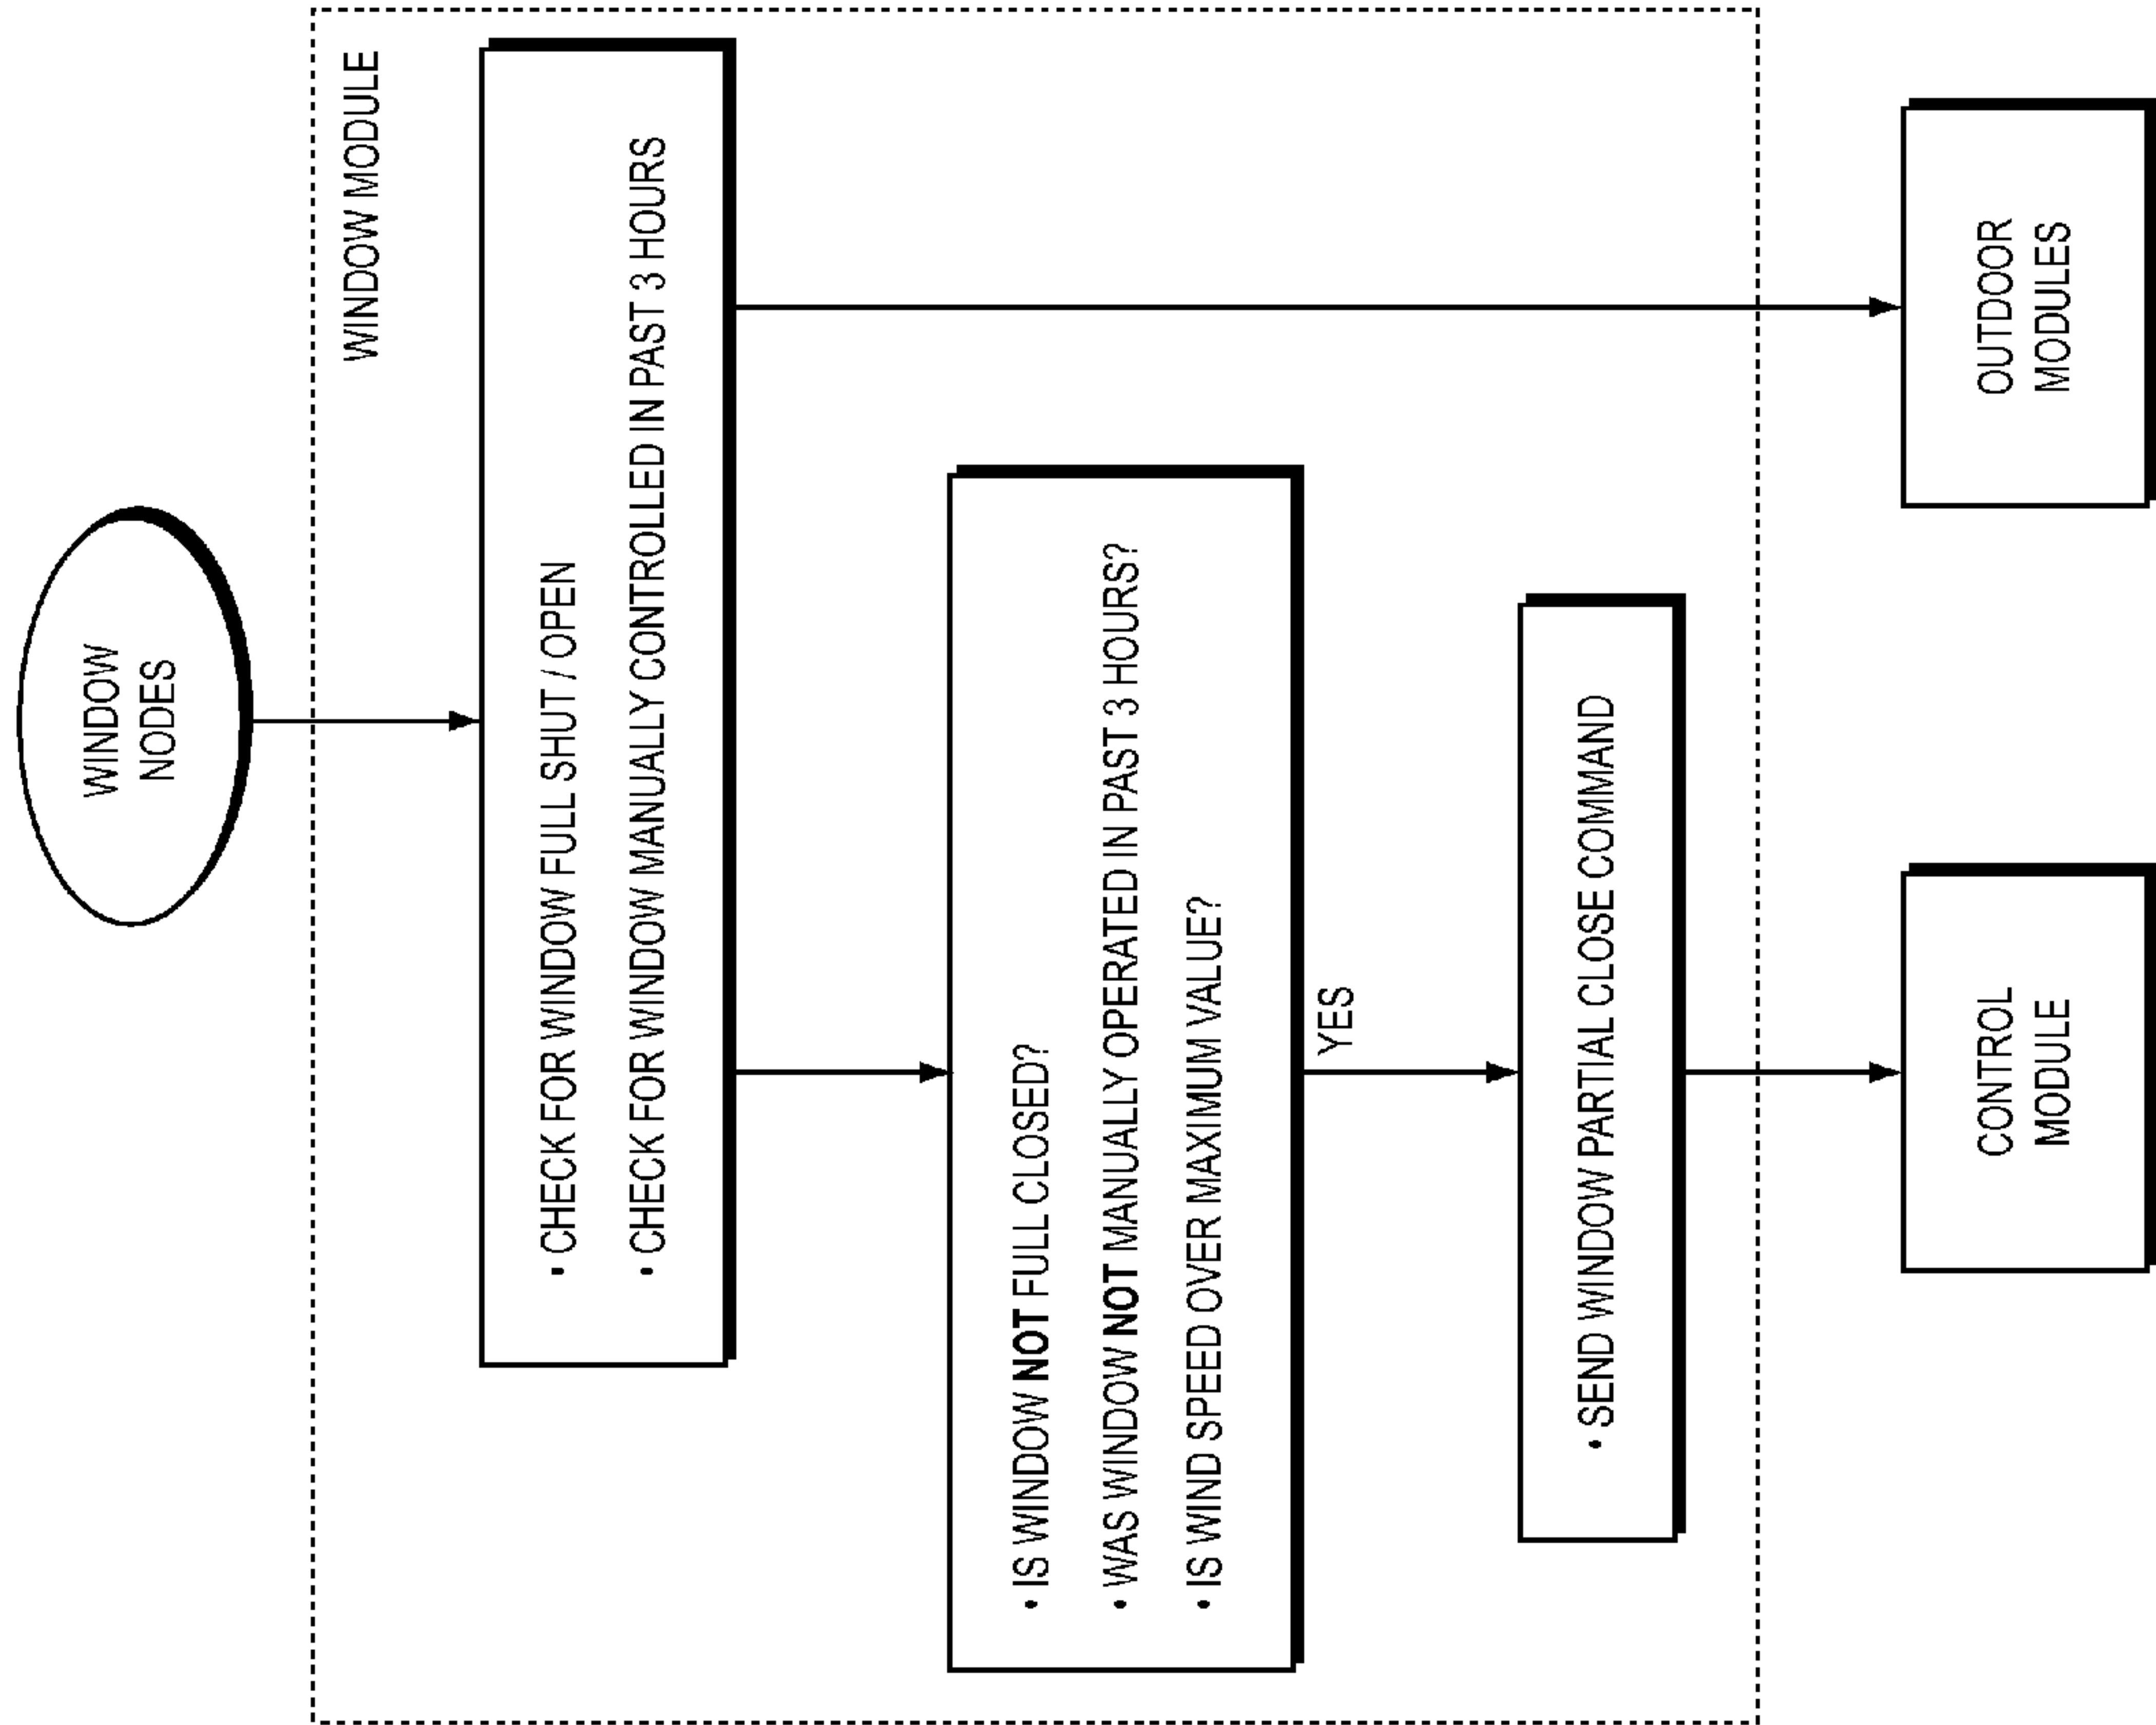 WINDOW
NODES
WINDOW MODULE
• CHECK FOR WINDOW FULL SHUT / OPEN
• CHECK FOR WINDOW MANUALLY CONTROLLED IN PAST 3 HOURS
• IS WINDOW NOT FULL CLOSED?
• WAS WINDOW NOT MANUALLY OPERATED IN PAST 3 HOURS?
• IS WIND SPEED OVER MAXIMUM VALUE?
YES
• SEND WINDOW PARTIAL CLOSE COMMAND
CONTROL
MODULE
OUTDOOR
MODULES